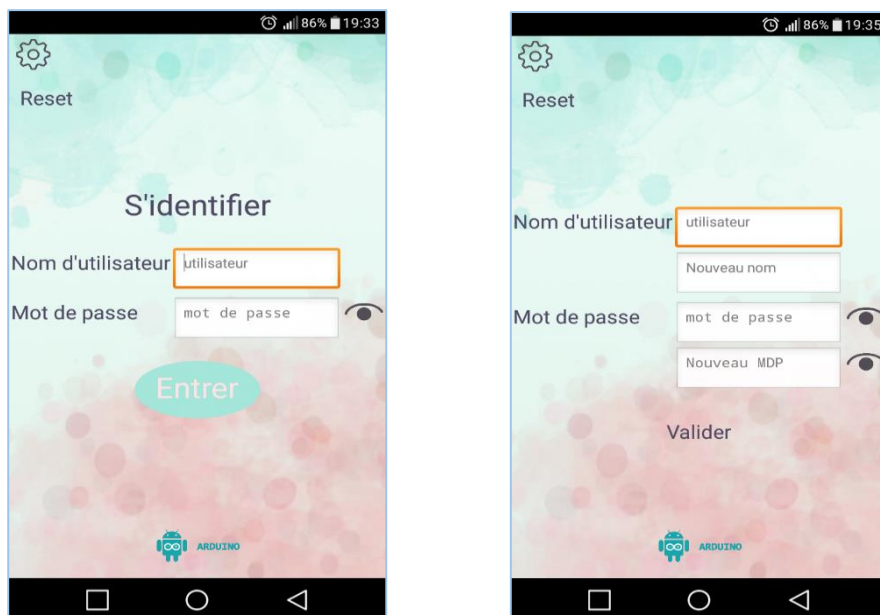 86% 19:33
Reset
S'identifier
Nom d'utilisateur utilisateur
Mot de passe mot de passe
Entrer
ARDUINO
86% 19:35
Reset
Nom d'utilisateur utilisateur
Nouveau nom
Mot de passe mot de passe
Nouveau MDP
Valider
ARDUINO